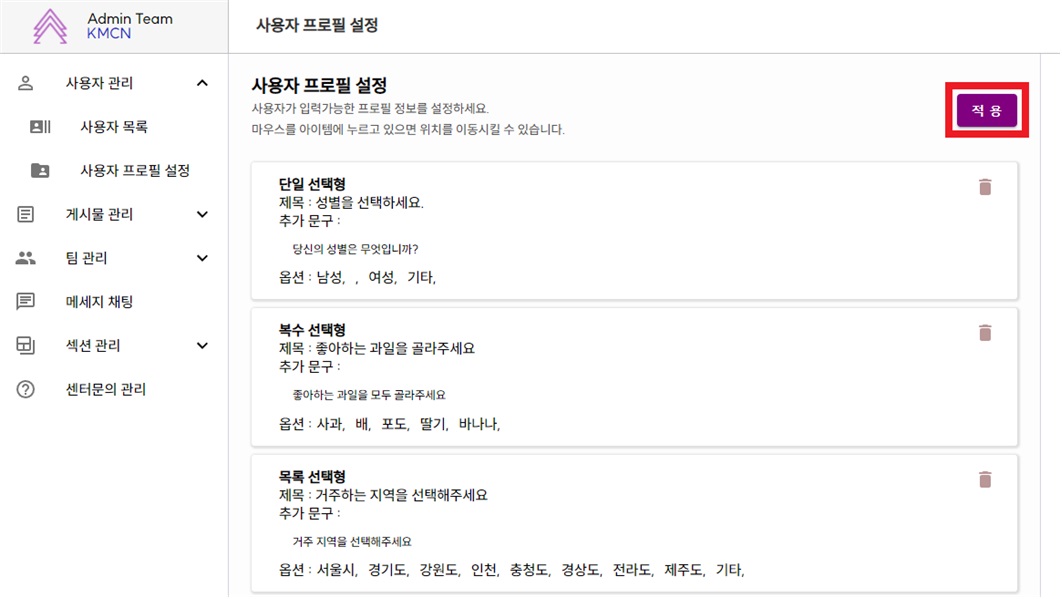 Admin Team
KMCN
사용자 프로필 설정
사용자 관리
사용자 목록
사용자 프로필 설정
게시물 관리
팀 관리
메세지 채팅
섹션 관리
센터문의 관리
사용자 프로필 설정
사용자가 입력가능한 프로필 정보를 설정하세요.
마우스를 아이템에 누르고 있으면 위치를 이동시킬 수 있습니다.
적 용
단일 선택형
제목 : 성별을 선택하세요.
추가 문구 :
당신의 성별은 무엇입니까?
옵션 : 남성, , 여성, 기타,
복수 선택형
제목 : 좋아하는 과일을 골라주세요
추가 문구 :
좋아하는 과일을 모두 골라주세요
옵션 : 사과, 배, 포도, 딸기, 바나나,
목록 선택형
제목 : 거주하는 지역을 선택해주세요
추가 문구 :
거주 지역을 선택해주세요
옵션 : 서울시, 경기도, 강원도, 인천, 충청도, 경상도, 전라도, 제주도, 기타,